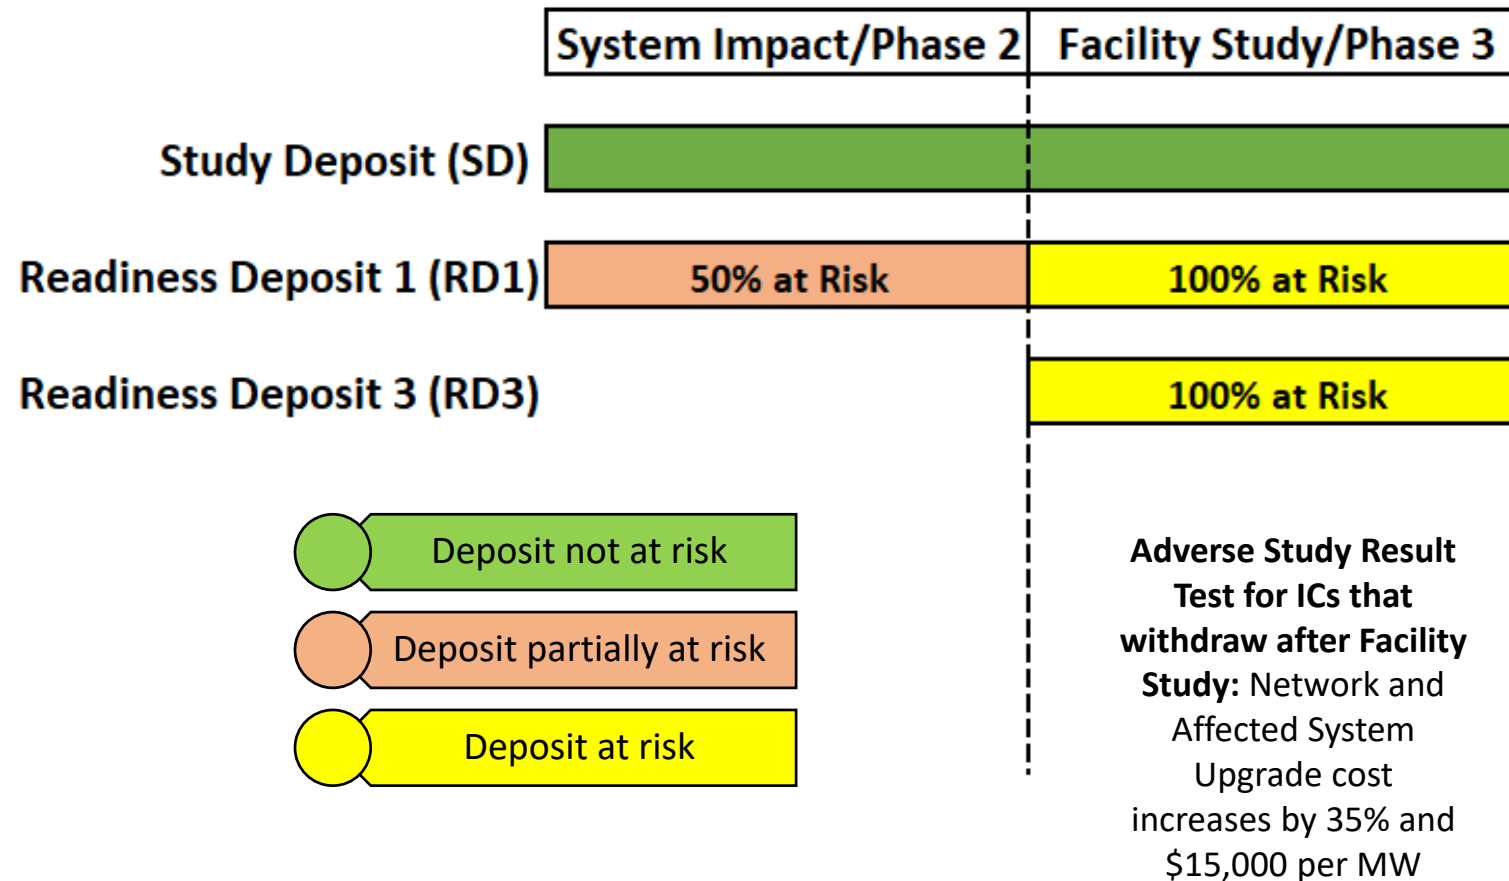 System Impact/Phase 2
Facility Study/Phase 3
Study Deposit (SD)
Readiness Deposit 1 (RD1)
50% at Risk
100% at Risk
Readiness Deposit 3 (RD3)
100% at Risk
Deposit not at risk
Deposit partially at risk
Deposit at risk
Adverse Study Result
Test for ICs that
withdraw after Facility
Study: Network and
Affected System
Upgrade cost
increases by 35% and
$15,000 per MW